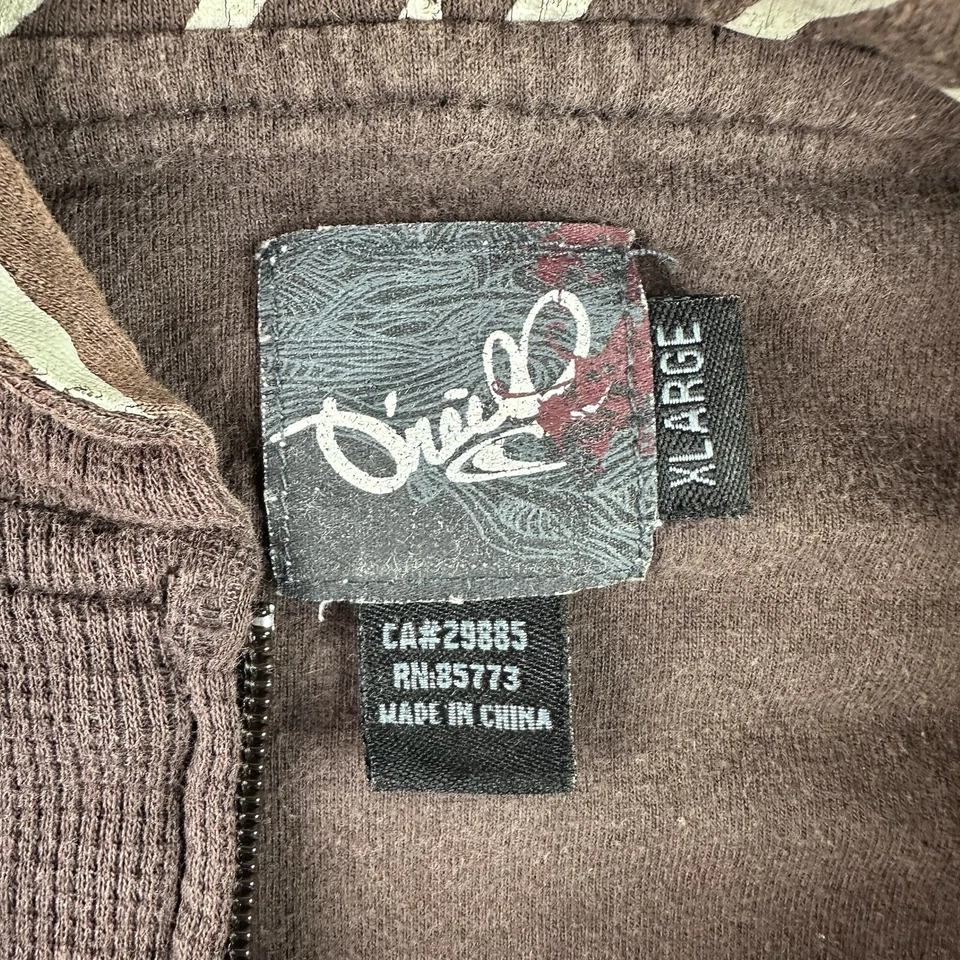 O'Neill
XLARGE
CA#29885
RN:85773
MADE IN CHINA